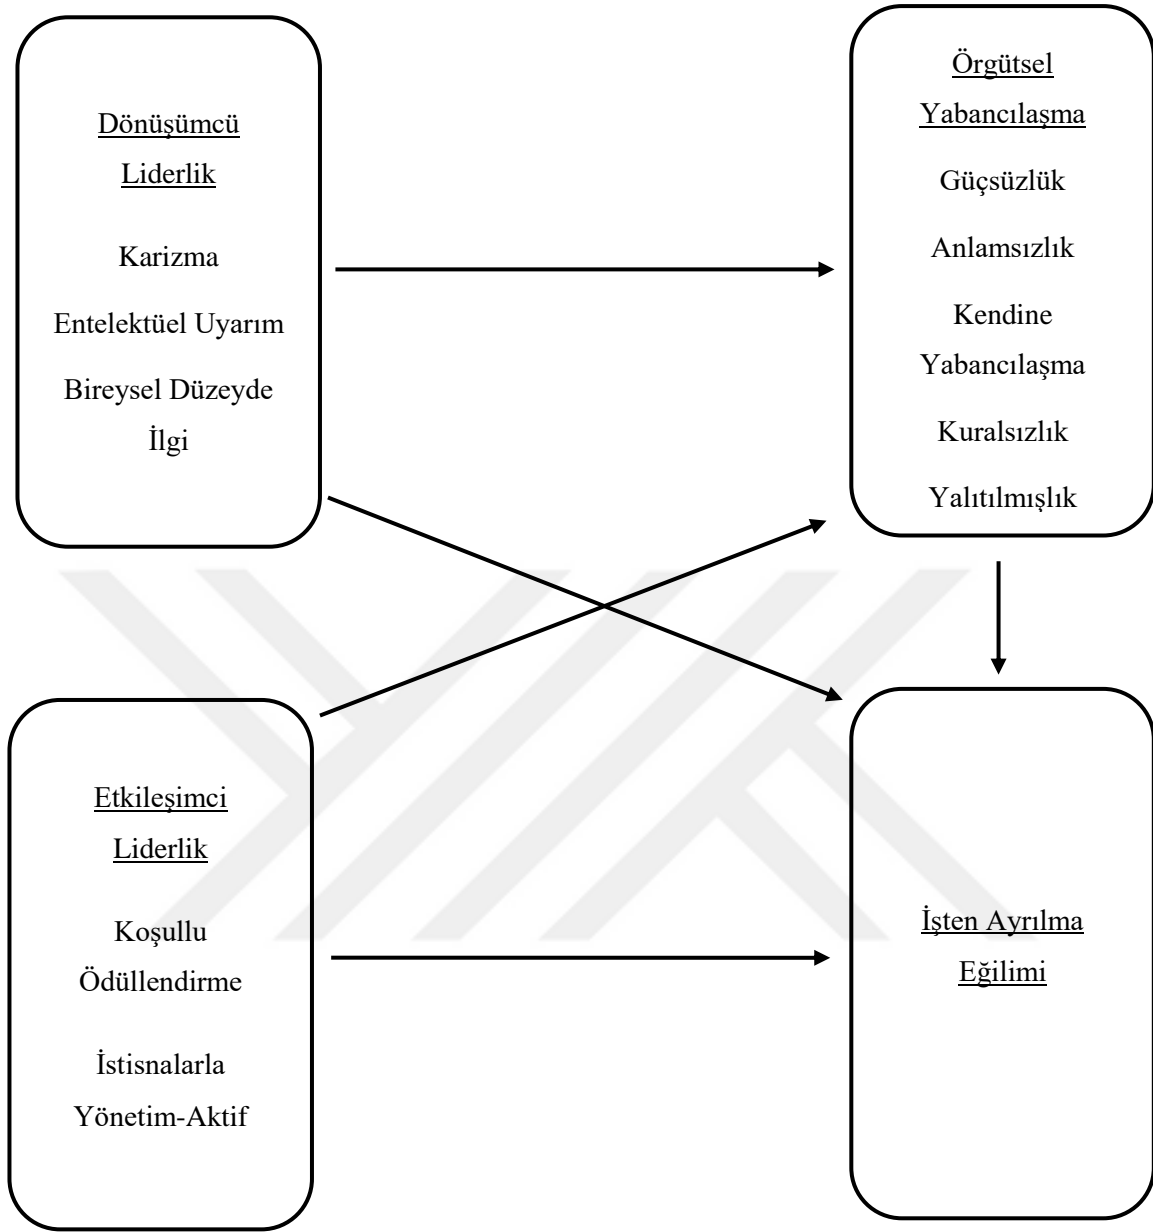 Dönüşümcü
Liderlik
Karizma
Entelektüel Uyarım
Bireysel Düzeyde
İlgi
Örgütsel
Yabancılaşma
Güçsüzlük
Anlamsızlık
Kendine
Yabancılaşma
Kuralsızlık
Yalıtılmışlık
Etkileşimci
Liderlik
Koşullu
Ödüllendirme
İstisnalarla
Yönetim-Aktif
İşten Ayrılma
Eğilimi